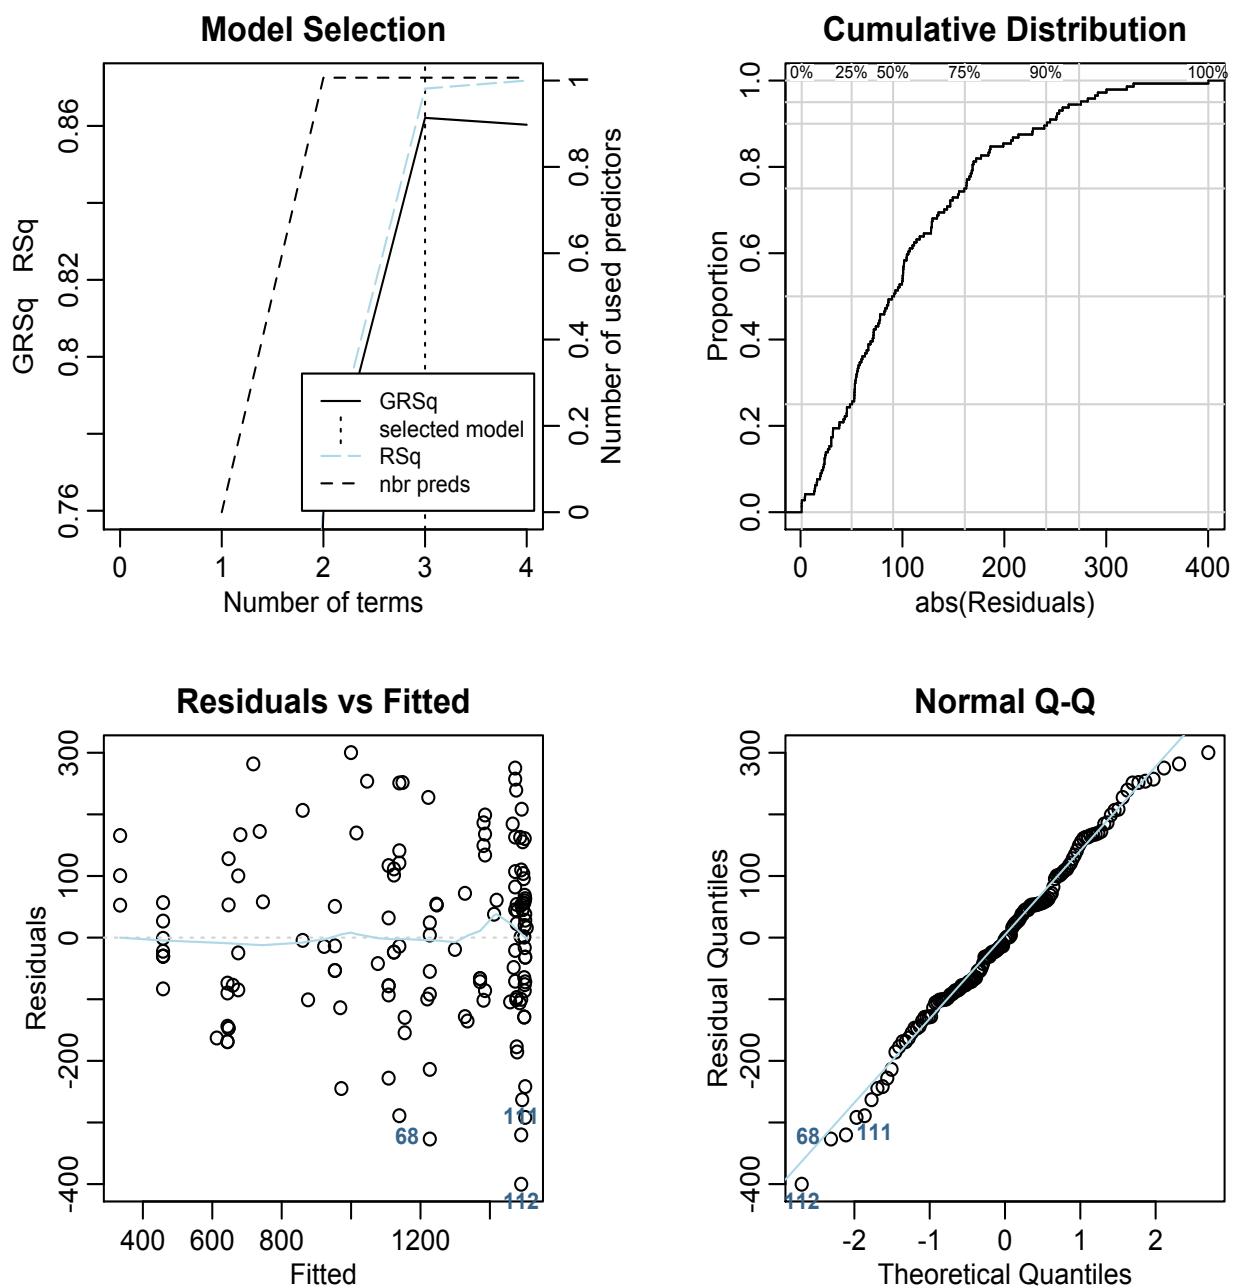 Model Selection
GRSq   RSq
0.76 0.8 0.82 0.86
0 0.2 0.4 0.6 0.8 1
Number of used predictors
GRSq
selected model
RSq
nbr preds
0 1 2 3 4
Number of terms
Cumulative Distribution
0% 25% 50% 75% 90% 100%
Proportion
0.0 0.2 0.4 0.6 0.8 1.0
0 100 200 300 400
abs(Residuals)
Residuals vs Fitted
Residuals
-400 -200 0 100 300
111
68
112
400 600 800 1200
Fitted
Normal Q-Q
Residual Quantiles
-400 -200 0 100 300
68 111
112
-2 -1 0 1 2
Theoretical Quantiles